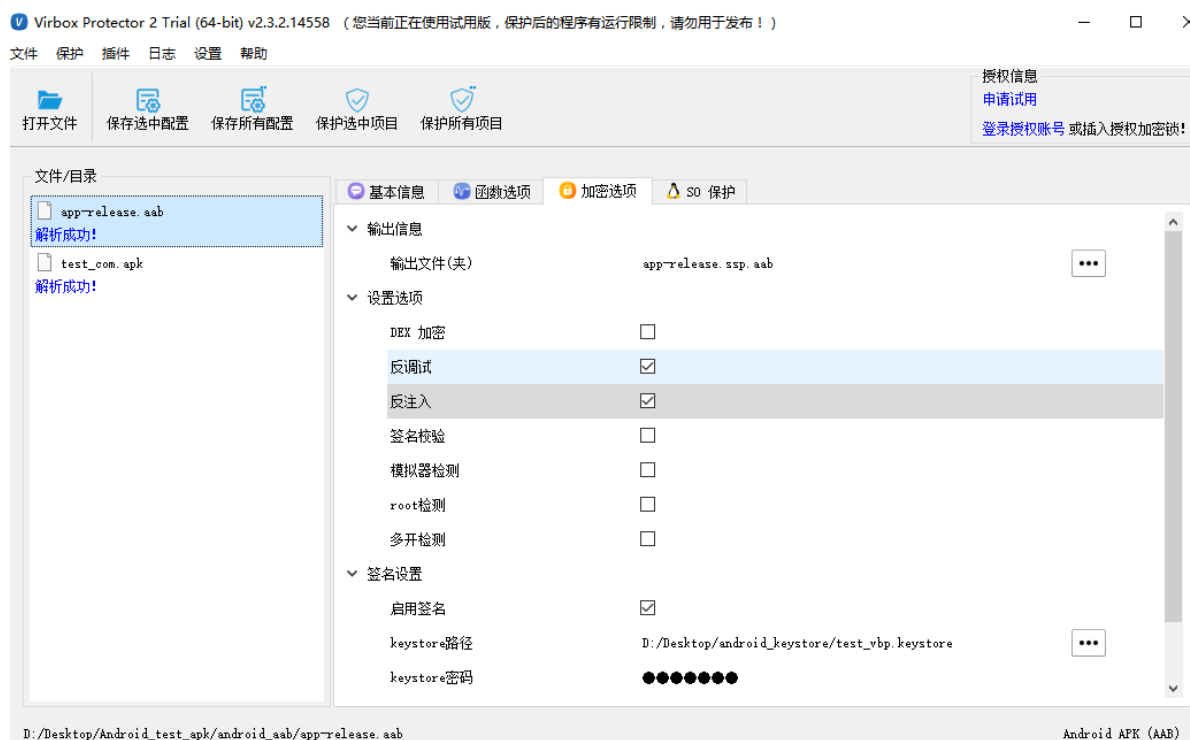 Virbox Protector 2 Trial (64-bit) v2.3.2.14558 （您当前正在使用试用版，保护后的程序有运行限制，请勿用于发布！）
文件 保护 插件 日志 设置 帮助
打开文件 保存选中配置 保存所有配置 保护选中项目 保护所有项目
授权信息
申请试用
登录授权账号 或插入授权加密锁!
文件/目录
app-release.aab
解析成功!
test_com.apk
解析成功!
基本信息 函数选项 加密选项 SO 保护
输出信息
输出文件(夹) app-release.ssp.aab
设置选项
DEX 加密
反调试
反注入
签名校验
模拟器检测
root检测
多开检测
签名设置
启用签名
keystore路径 D:/Desktop/android_keystore/test_vbp.keystore
keystore密码 ●●●●●●●
D:/Desktop/Android_test_apk/android_aab/app-release.aab Android APK (AAB)